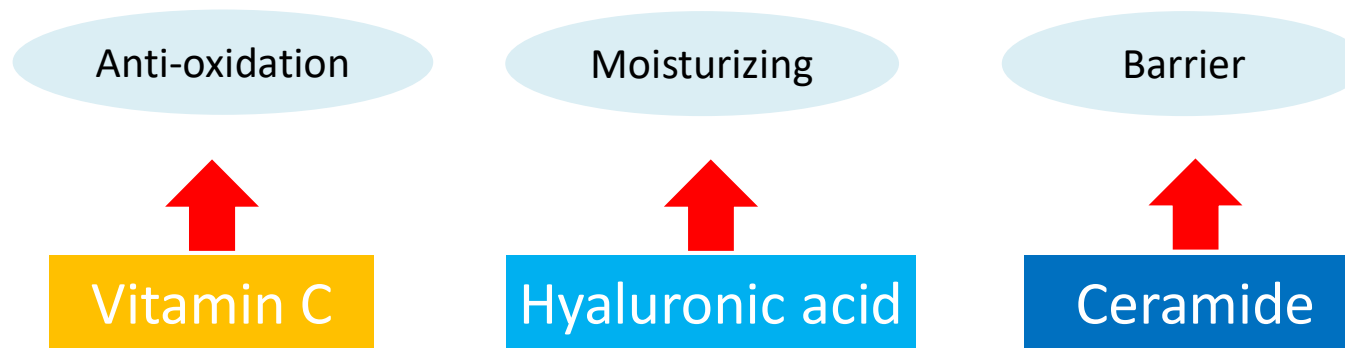 Anti-oxidation
Moisturizing
Barrier
Vitamin C
Hyaluronic acid
Ceramide